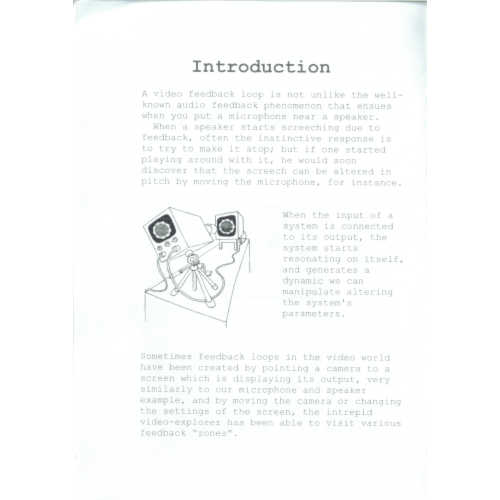 Introduction
A video feedback loop is not unlike the well-
known audio feedback phenomenon that ensues
when you put a microphone near a speaker.
When a speaker starts screeching due to
feedback, often the instinctive response is
to try to make it stop; but if one started
playing around with it, he would soon
discover that the screech can be altered in
pitch by moving the microphone, for instance.
When the input of a
system is connected
to its output, the
system starts
resonating on itself,
and generates a
dynamic we can
manipulate altering
the system's
parameters.
Sometimes feedback loops in the video world
have been created by pointing a camera to a
screen which is displaying its output, very
similarly to our microphone and speaker
example, and by moving the camera or changing
the settings of the screen, the intrepid
video-explorer has been able to visit various
feedback “zones”.